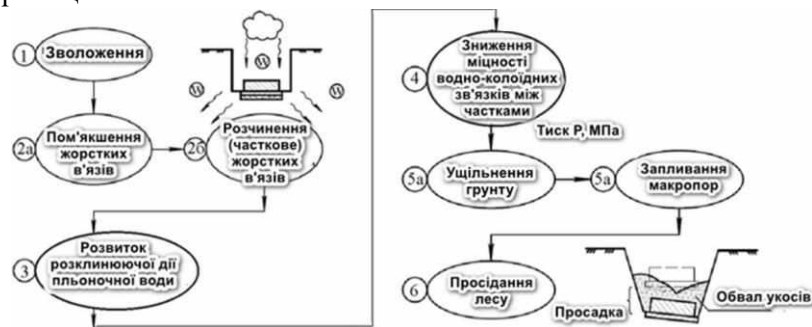 1
Зволоження
W
W
W
2а
Пом'якшення
жорстких
в'язів
2б
Розчинення
(часткове)
жорстких
в'язів
3
Розвиток
розклинюючої дії
пльоночної води
4
Зниження
міцності
водно-колоїдних
зв'язків між
частками
Тиск Р, МПа
5а
Ущільнення
грунту
5а
Запливання
макропор
6
Просідання
лесу
Просадка
Обвал укосів